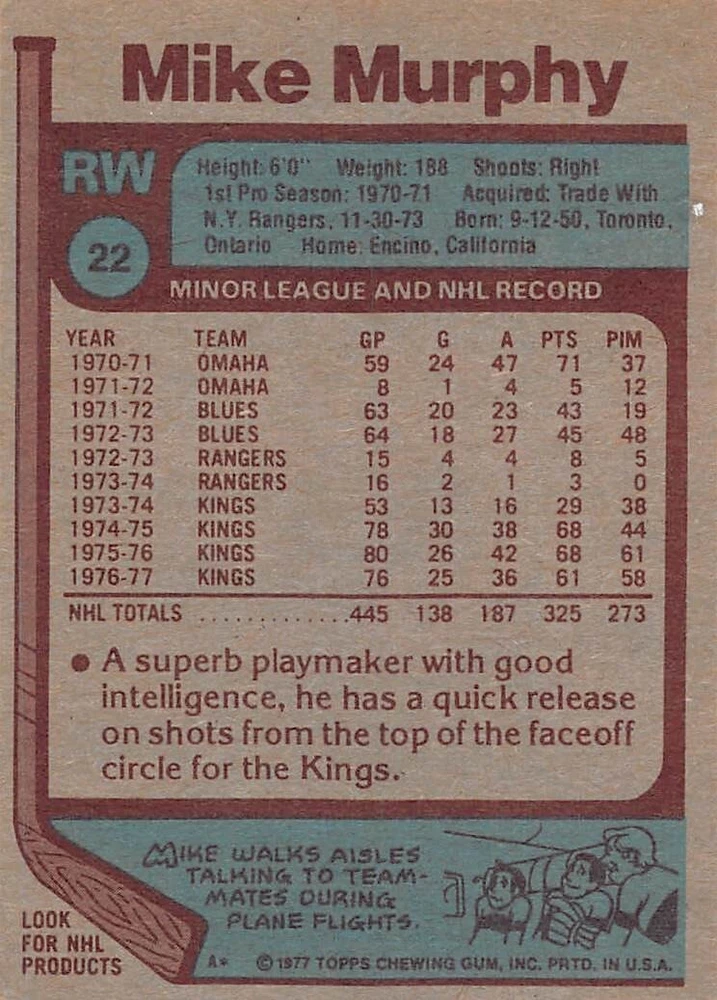 Mike Murphy
RW
22
Height: 6'0" Weight: 188 Shoots: Right
1st Pro Season: 1970-71 Acquired: Trade With
N.Y. Rangers, 11-30-73 Born: 9-12-50, Toronto,
Ontario Home: Encino, California
MINOR LEAGUE AND NHL RECORD
YEAR TEAM GP G A PTS PIM
1970-71 OMAHA 59 24 47 71 37
1971-72 OMAHA 8 1 4 5 12
1971-72 BLUES 63 20 23 43 19
1972-73 BLUES 64 18 27 45 48
1972-73 RANGERS 15 4 4 8 5
1973-74 RANGERS 16 2 1 3 0
1973-74 KINGS 53 13 16 29 38
1974-75 KINGS 78 30 38 68 44
1975-76 KINGS 80 26 42 68 61
1976-77 KINGS 76 25 36 61 58
NHL TOTALS ..............445 138 187 325 273
● A superb playmaker with good
intelligence, he has a quick release
on shots from the top of the faceoff
circle for the Kings.
MIKE WALKS AISLES
TALKING TO TEAM-
MATES DURING
PLANE FLIGHTS.
LOOK
FOR NHL
PRODUCTS
A* © 1977 TOPPS CHEWING GUM, INC. PRTD. IN U.S.A.